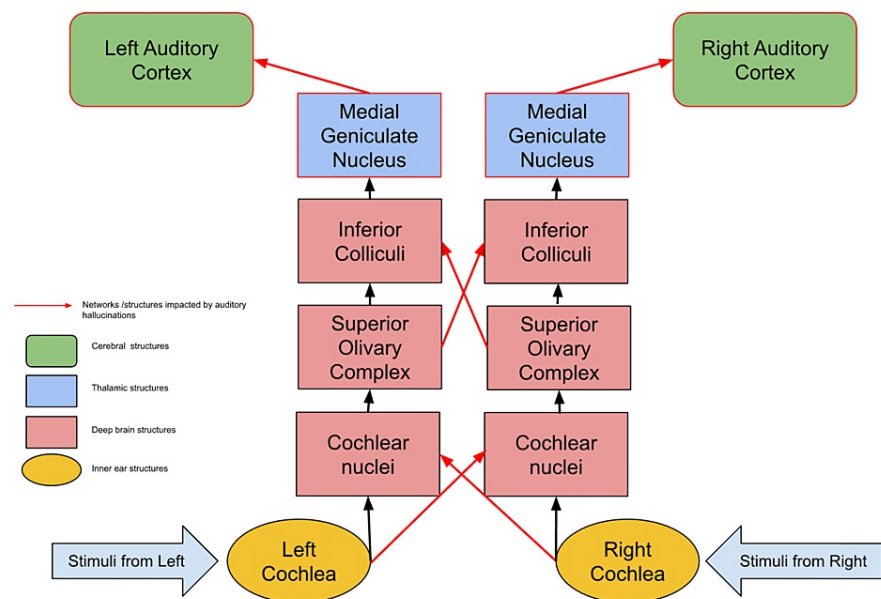 Left Auditory
Cortex
Right Auditory
Cortex
Medial
Geniculate
Nucleus
Medial
Geniculate
Nucleus
Inferior
Colliculi
Inferior
Colliculi
Networks /structures impacted by auditory
hallucinations
Superior
Olivary
Complex
Superior
Olivary
Complex
Cerebral structures
Thalamic structures
Deep brain structures
Cochlear
nuclei
Cochlear
nuclei
Inner ear structures
Stimuli from Left
Left
Cochlea
Right
Cochlea
Stimuli from Right